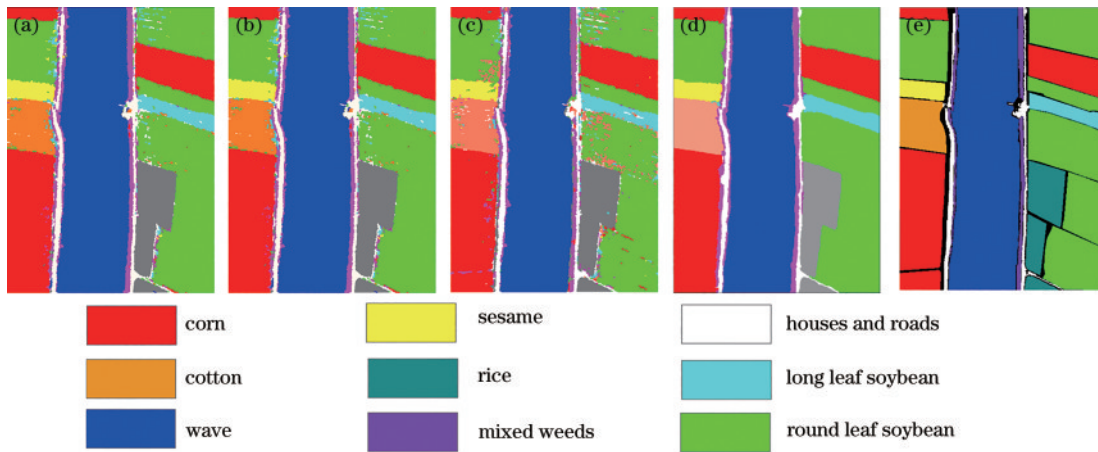 (a) (b) (c) (d) (e)
corn sesame houses and roads
cotton rice long leaf soybean
wave mixed weeds round leaf soybean